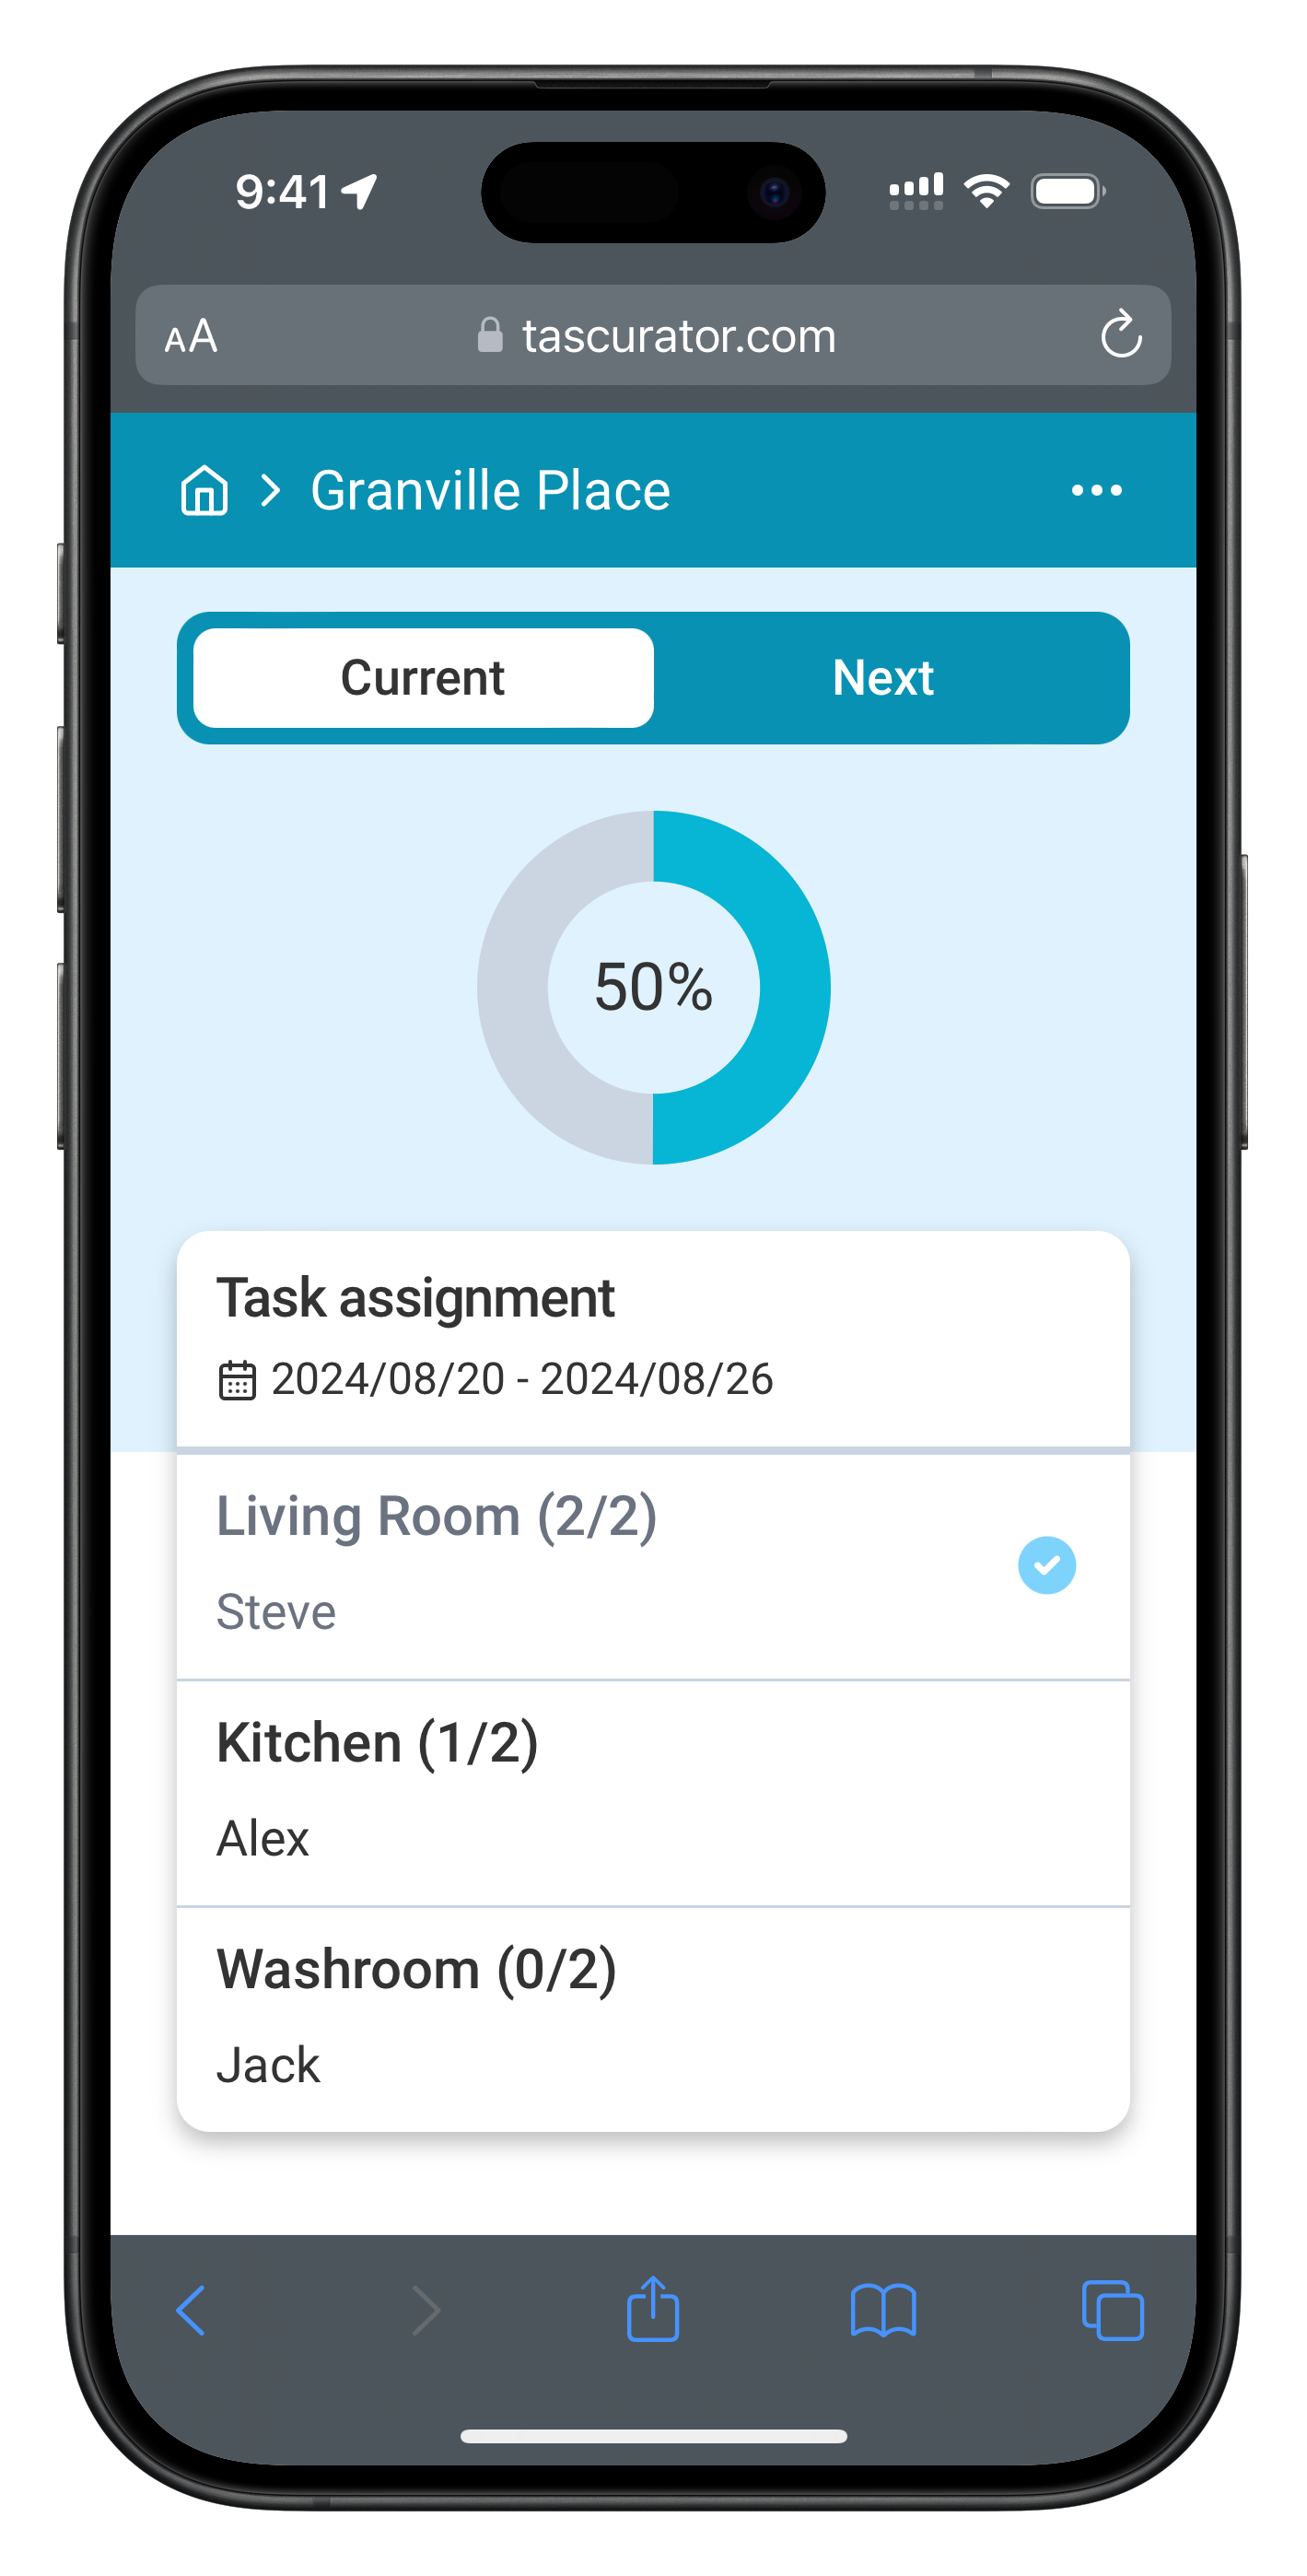 9:41
AA
tascurator.com
Granville Place
Current
Next
50%
Task assignment
2024/08/20 - 2024/08/26
Living Room (2/2)
Steve
Kitchen (1/2)
Alex
Washroom (0/2)
Jack